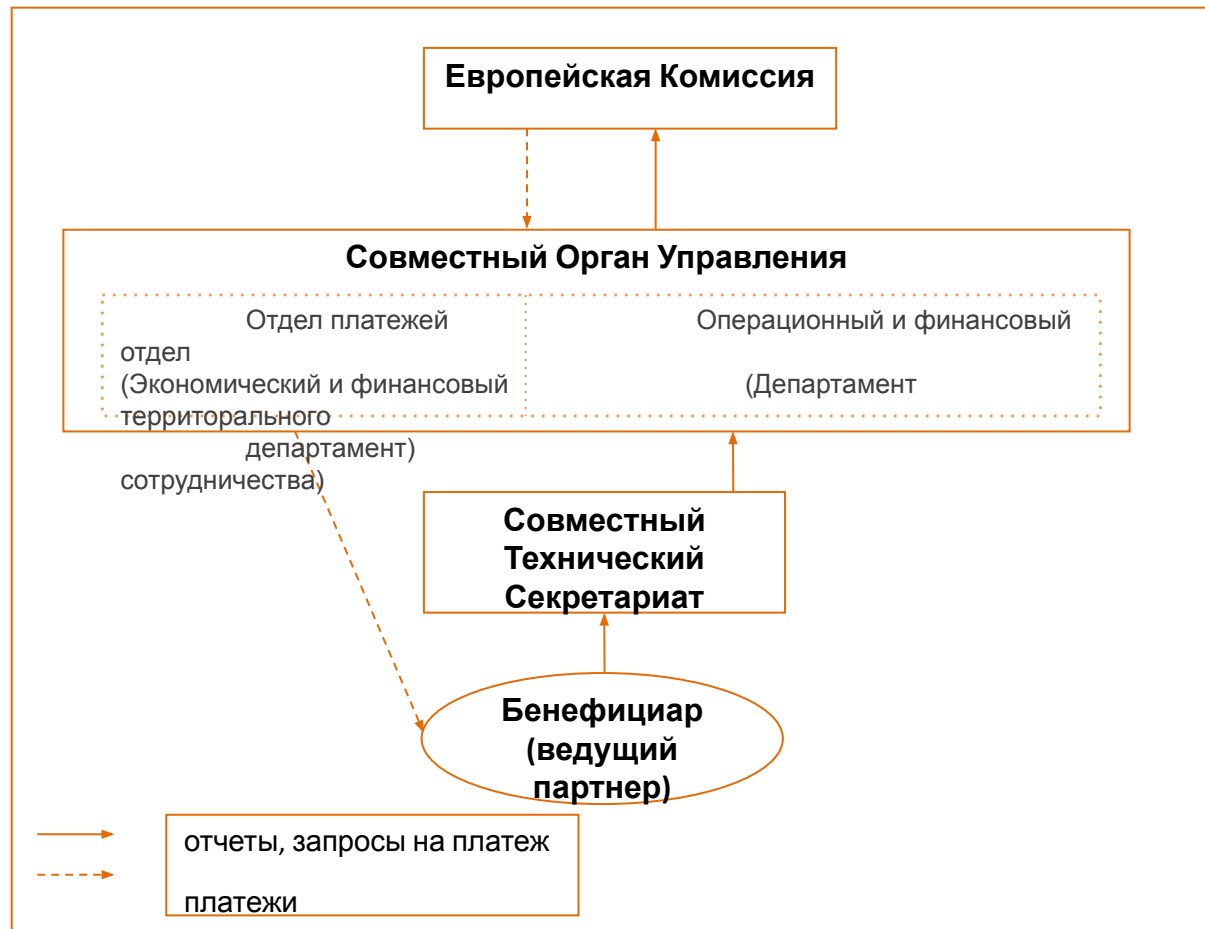 Европейская Комиссия
Совместный Орган Управления
Отдел платежей Операционный и финансовый
отдел
(Экономический и финансовый (Департамент
территорального
департамент)
сотрудничества)
Совместный
Технический
Секретариат
Бенефициар
(ведущий
партнер)
отчеты, запросы на платеж
платежи